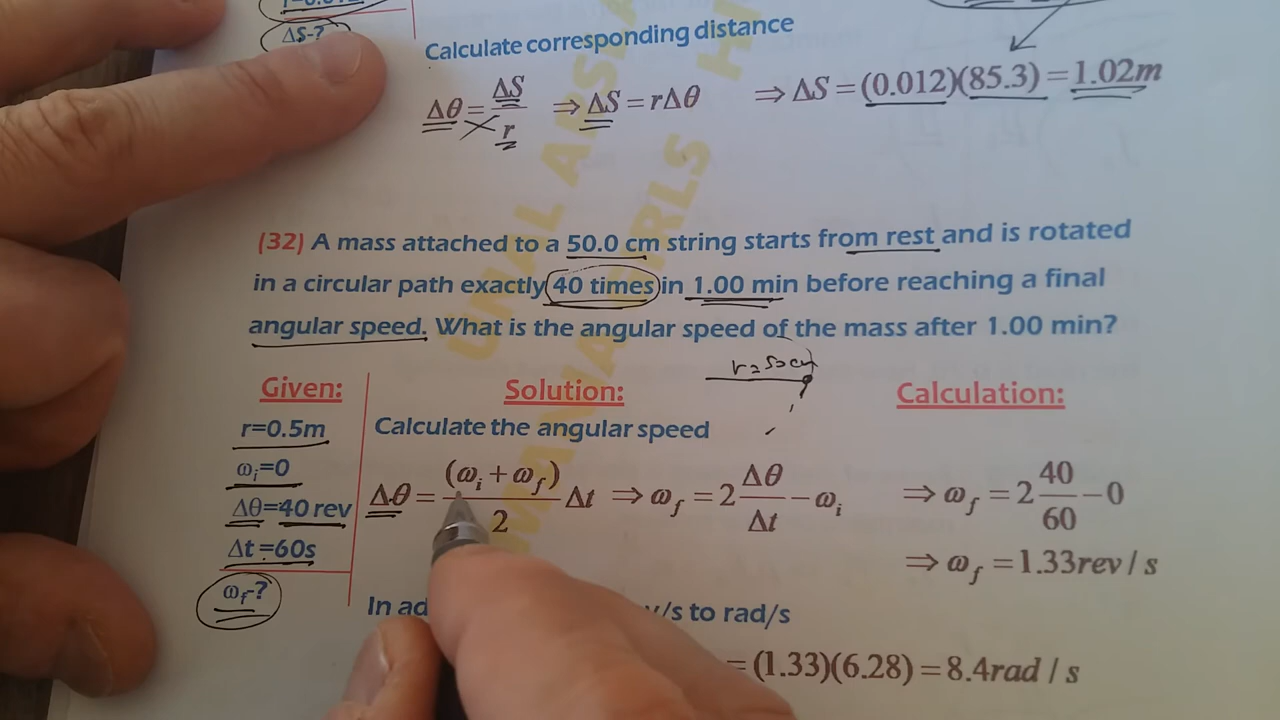 ΔS-?
Calculate corresponding distance
Δθ = ΔS/r ⇒ ΔS = rΔθ ⇒ ΔS = (0.012)(85.3) = 1.02m
(32) A mass attached to a 50.0 cm string starts from rest and is rotated
in a circular path exactly 40 times in 1.00 min before reaching a final
angular speed. What is the angular speed of the mass after 1.00 min?
r=50cm
Given:
r=0.5m
ωi=0
Δθ=40 rev
Δt=60s
ωf-?
Solution:
Calculate the angular speed
Δθ = (ωi + ωf)/2 Δt ⇒ ωf = 2 Δθ/Δt − ωi
In
/s to rad/s
Calculation:
⇒ ωf = 2 40/60 − 0
⇒ ωf = 1.33rev / s
= (1.33)(6.28) = 8.4rad / s